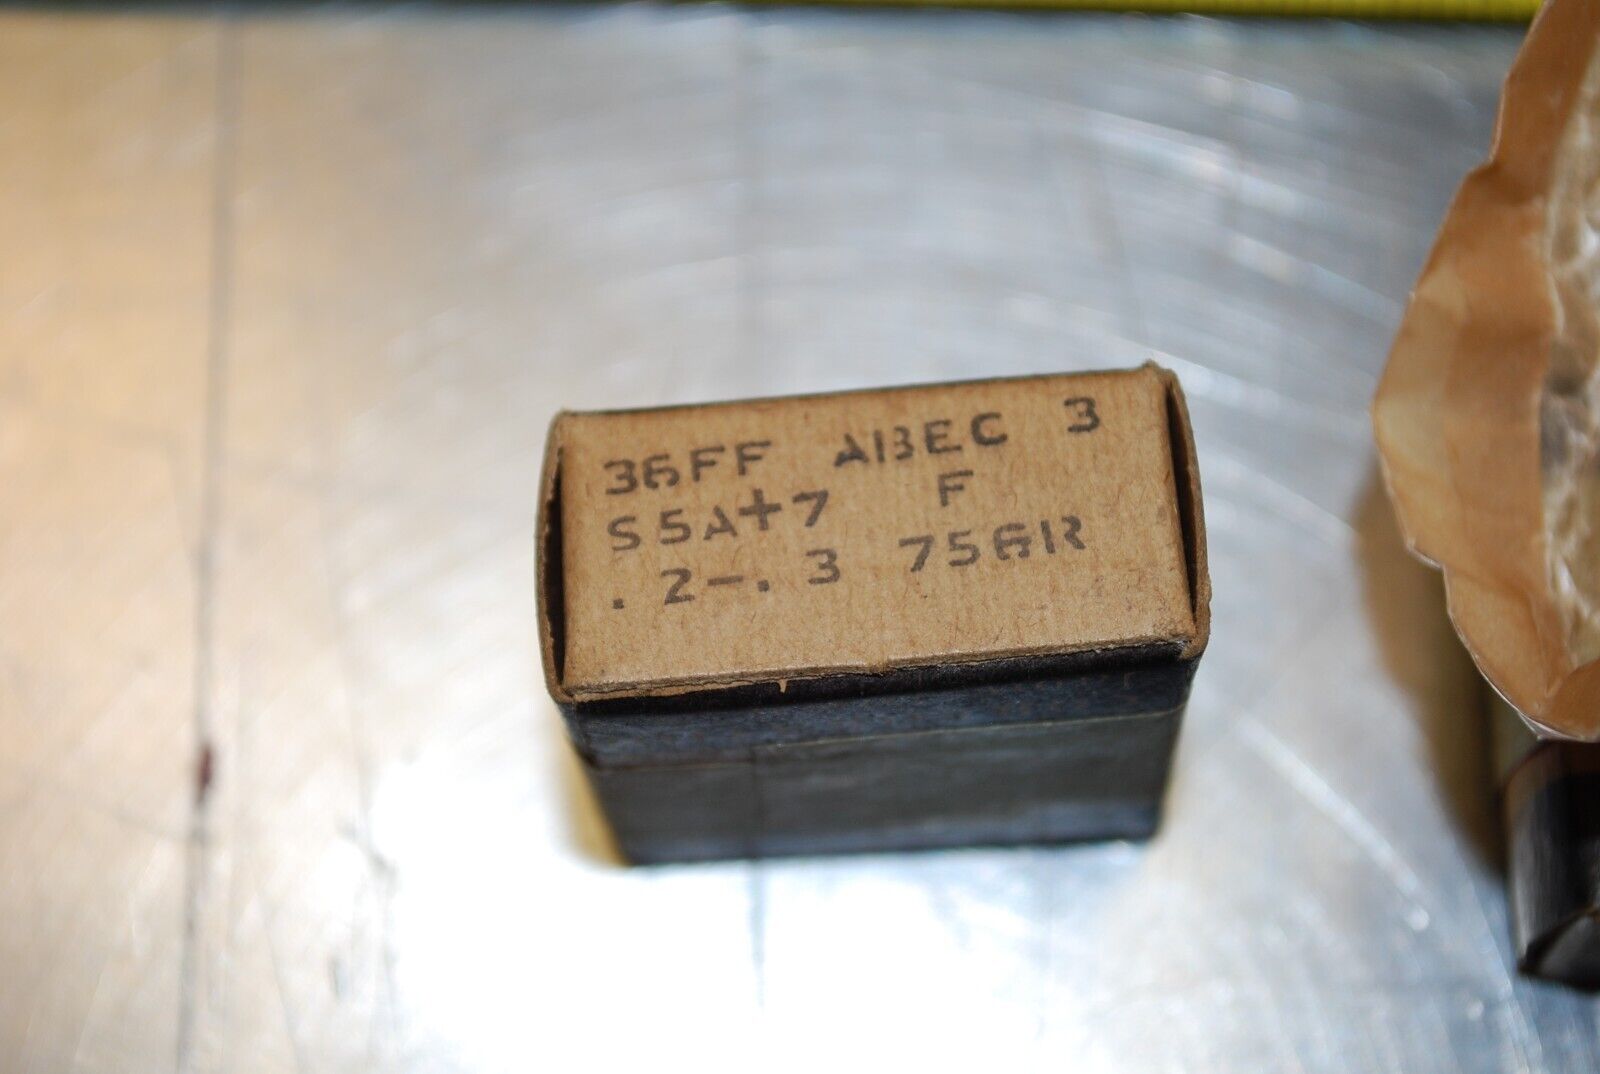 36FF ABEC 3
S5A+7 F
.2-.3 75GR